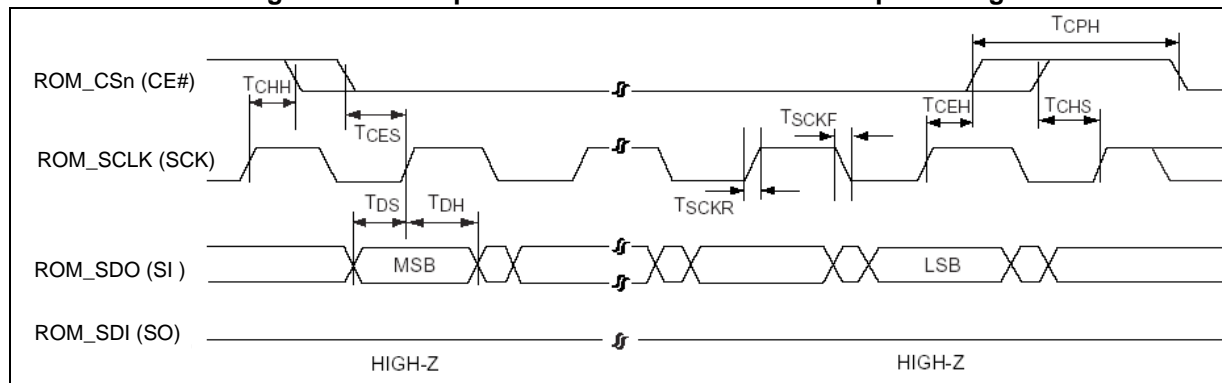 TCPH
ROM_CSn (CE#)
TCHH
TCES
TSCKF
TCEH
TCHS
ROM_SCLK (SCK)
TDS
TDH
TSCKR
ROM_SDO (SI )
MSB
LSB
ROM_SDI (SO)
HIGH-Z
HIGH-Z